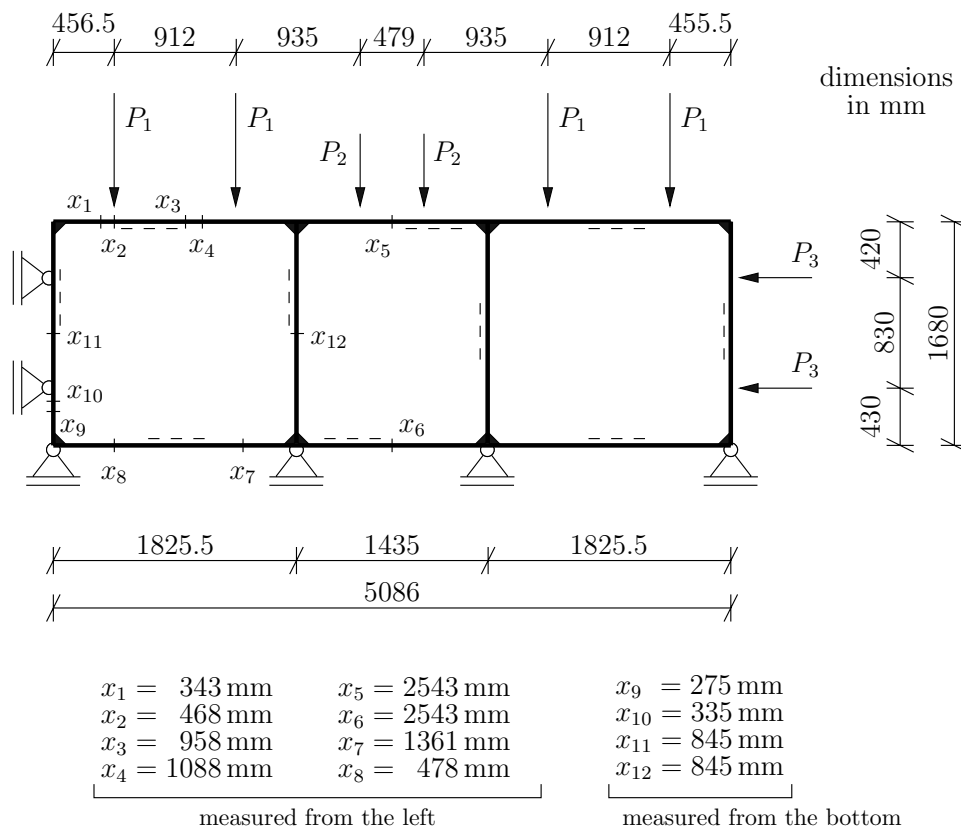 456.5 912 935 479 935 912 455.5
dimensions
in mm
P₁ P₁ P₂ P₂ P₁ P₁
x₁ x₃
x₂ x₄ x₅
P₃ 420
x₁₁ x₁₂ 830 1680
P₃
x₁₀
x₉ x₆ 430
x₈ x₇
1825.5 1435 1825.5
5086
x₁ = 343 mm x₅ = 2543 mm x₉ = 275 mm
x₂ = 468 mm x₆ = 2543 mm x₁₀ = 335 mm
x₃ = 958 mm x₇ = 1361 mm x₁₁ = 845 mm
x₄ = 1088 mm x₈ = 478 mm x₁₂ = 845 mm
measured from the left measured from the bottom